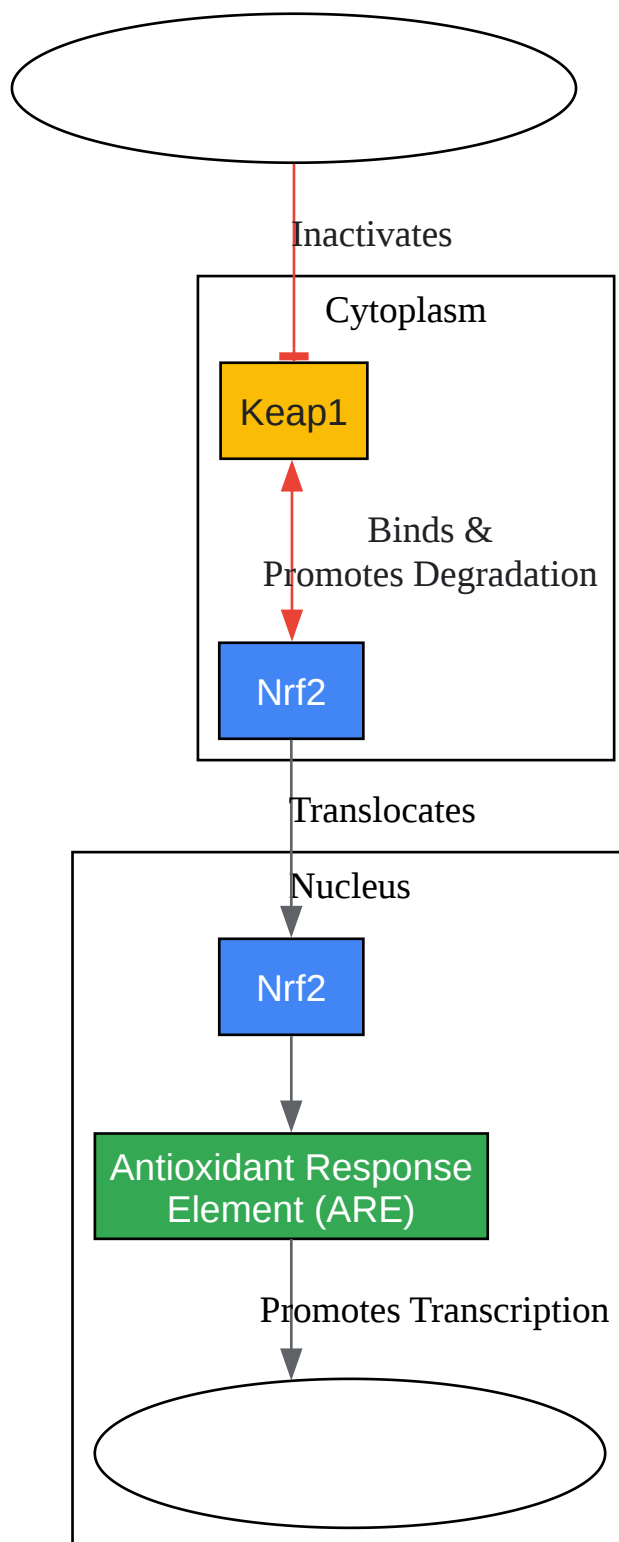 Inactivates
Cytoplasm
Keap1
Binds &
Promotes Degradation
Nrf2
Translocates
Nucleus
Nrf2
Antioxidant Response
Element (ARE)
Promotes Transcription